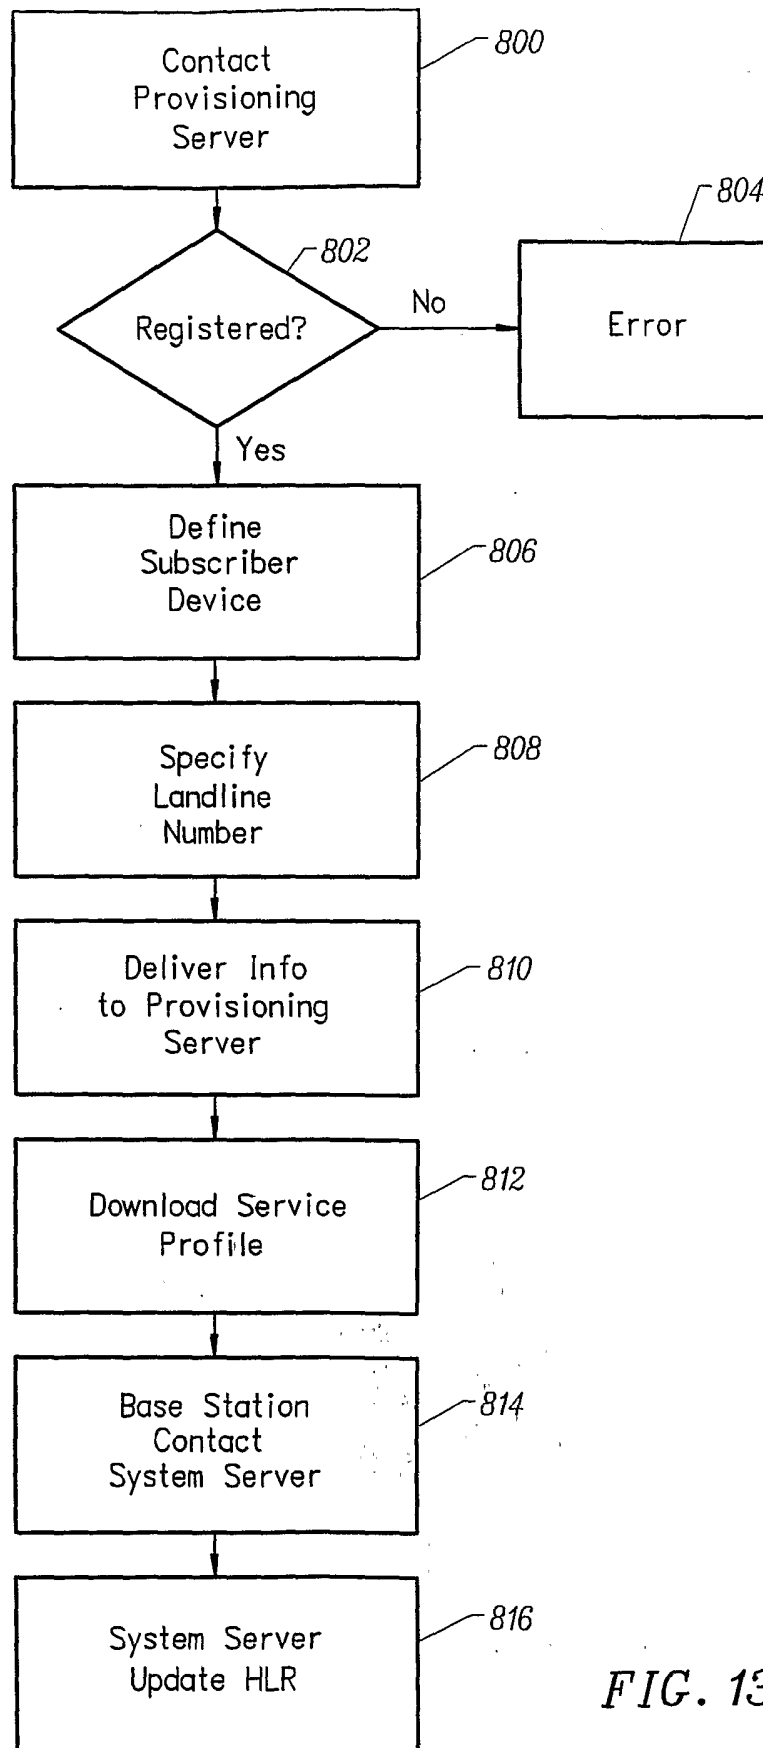 Contact
Provisioning
Server
800
802
Registered?
No
804
Error
Yes
Define
Subscriber
Device
806
Specify
Landline
Number
808
Deliver Info
to Provisioning
Server
810
Download Service
Profile
812
Base Station
Contact
System Server
814
System Server
Update HLR
816
FIG. 13